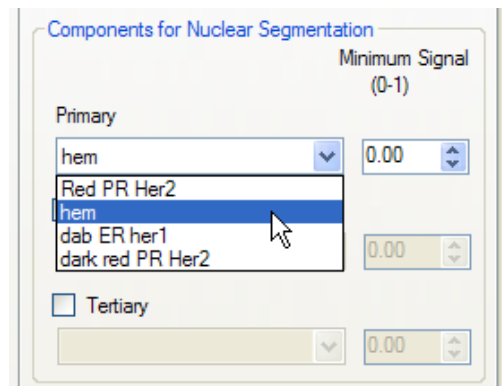 Components for Nuclear Segmentation
Minimum Signal
(0-1)
Primary
hem 0.00
Red PR Her2
hem
dab ER her1
dark red PR Her2
0.00
Tertiary
0.00